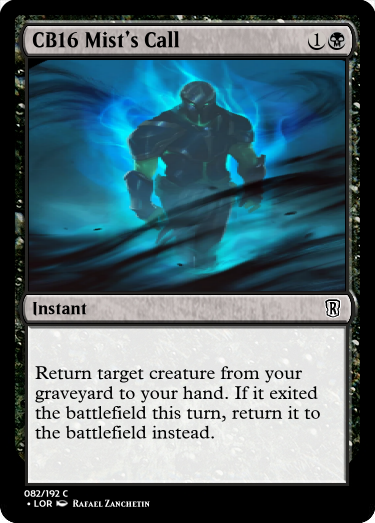 CB16 Mist's Call 1
Instant R
Return target creature from your
graveyard to your hand. If it exited
the battlefield this turn, return it to
the battlefield instead.
082/192 C
• LOR Rafael Zanchetin